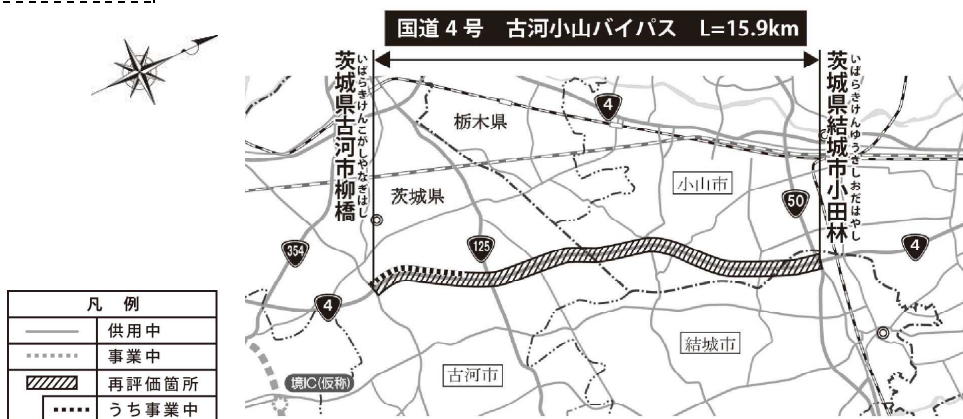 国道4号 古河小山バイパス L=15.9km
茨城県古河市柳橋
いばらきけんこがしやなぎはし
茨城県結城市小田林
いばらきけんゆうきしおだばやし
栃木県
4
小山市
茨城県
50
354
125
4
4
結城市
古河市
境IC(仮称)
凡 例
供用中
事業中
再評価箇所
うち事業中